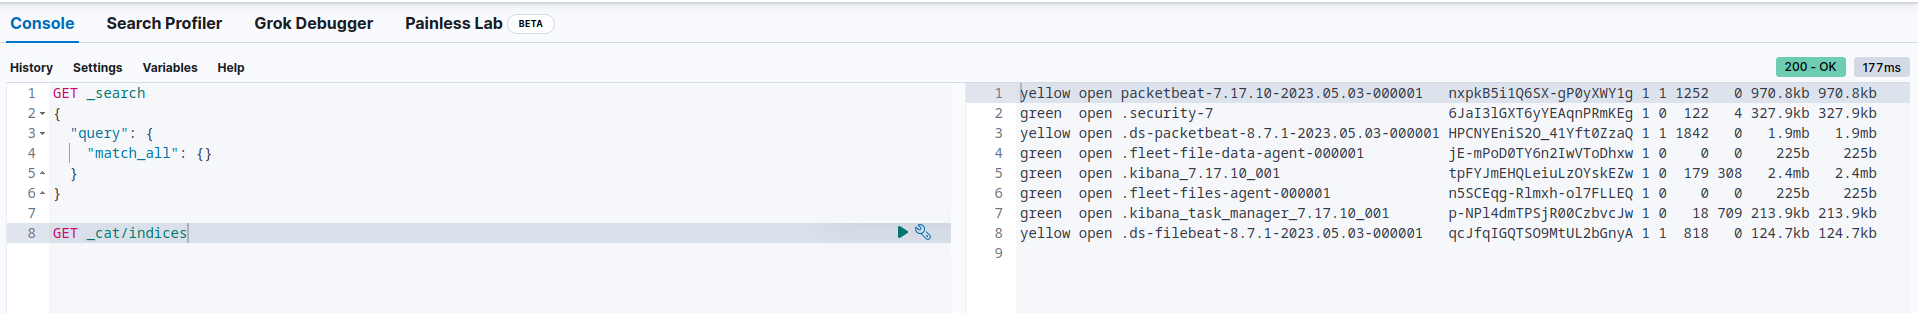 Console Search Profiler Grok Debugger Painless Lab BETA
History Settings Variables Help 200 - OK 177ms
1 GET _search
2 {
3 "query": {
4 "match_all": {}
5 }
6 }
7
8 GET _cat/indices
1 yellow open packetbeat-7.17.10-2023.05.03-000001 nxpkB5i1Q6SX-gP0yXWY1g 1 1 1252 0 970.8kb 970.8kb
2 green open .security-7 6JaI3lGXT6yYEAqnPRmKEg 1 0 122 4 327.9kb 327.9kb
3 yellow open .ds-packetbeat-8.7.1-2023.05.03-000001 HPCNYEniS2O_41Yft0ZzaQ 1 1 1842 0 1.9mb 1.9mb
4 green open .fleet-file-data-agent-000001 jE-mPoD0TY6n2IwVToDhxw 1 0 0 0 225b 225b
5 green open .kibana_7.17.10_001 tpFYJmEHQLeiuLzOYskEZw 1 0 179 308 2.4mb 2.4mb
6 green open .fleet-files-agent-000001 n5SCEqg-Rlmxh-ol7FLLEQ 1 0 0 0 225b 225b
7 green open .kibana_task_manager_7.17.10_001 p-NPl4dmTPSjR00CzbvcJw 1 0 18 709 213.9kb 213.9kb
8 yellow open .ds-filebeat-8.7.1-2023.05.03-000001 qcJfqIGQTSO9MtUL2bGnyA 1 1 818 0 124.7kb 124.7kb
9